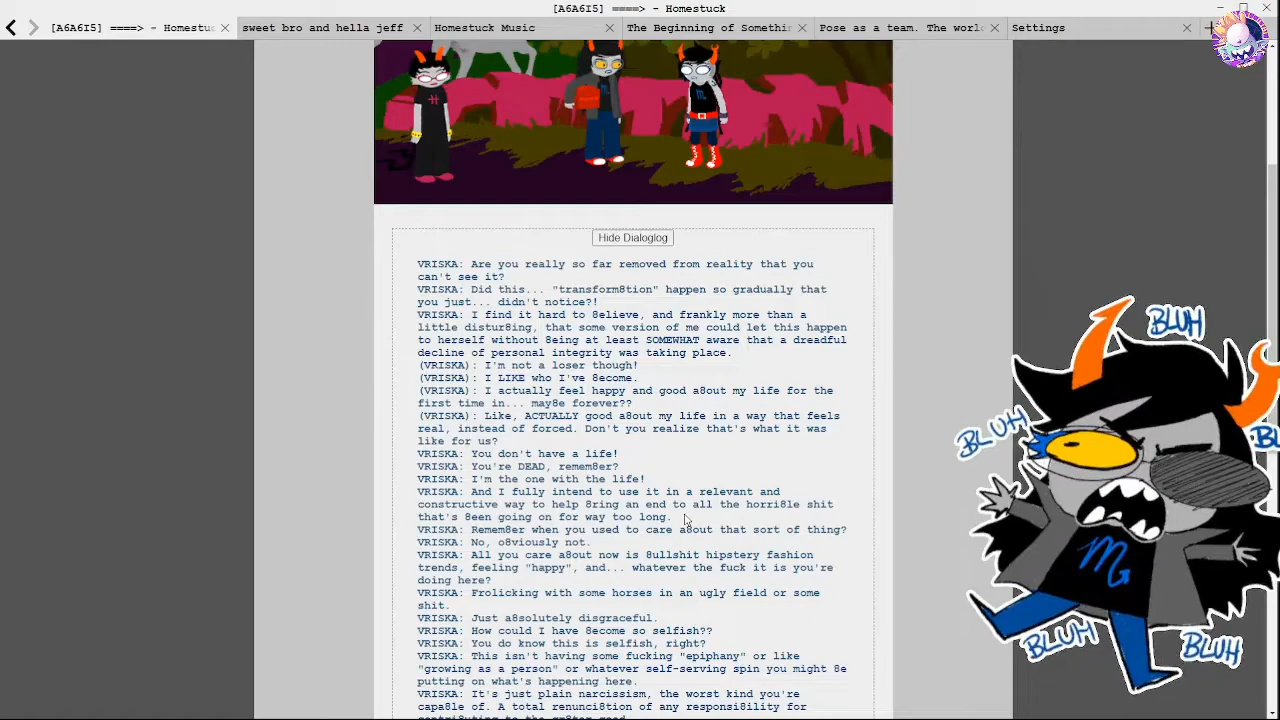 [A6A6I5] ====> - Homestuck
[A6A6I5] ====> - Homestuc
sweet bro and hella jeff
Homestuck Music
The Beginning of Somethin
Pose as a team. The worl
Settings
Hide Dialoglog
VRISKA: Are you really so far removed from reality that you
can't see it?
VRISKA: Did this... "transform8tion" happen so gradually that
you just... didn't notice?!
VRISKA: I find it hard to 8elieve, and frankly more than a
little distur8ing, that some version of me could let this happen
to herself without 8eing at least SOMEWHAT aware that a dreadful
decline of personal integrity was taking place.
(VRISKA): I'm not a loser though!
(VRISKA): I LIKE who I've 8ecome.
(VRISKA): I actually feel happy and good a8out my life for the
first time in... may8e forever??
(VRISKA): Like, ACTUALLY good a8out my life in a way that feels
real, instead of forced. Don't you realize that's what it was
like for us?
VRISKA: You don't have a life!
VRISKA: You're DEAD, remem8er?
VRISKA: I'm the one with the life!
VRISKA: And I fully intend to use it in a relevant and
constructive way to help 8ring an end to all the horri8le shit
that's 8een going on for way too long.
VRISKA: Remem8er when you used to care a8out that sort of thing?
VRISKA: No, o8viously not.
VRISKA: All you care a8out now is 8ullshit hipstery fashion
trends, feeling "happy", and... whatever the fuck it is you're
doing here?
VRISKA: Frolicking with some horses in an ugly field or some
shit.
VRISKA: Just a8solutely disgraceful.
VRISKA: How could I have 8ecome so selfish??
VRISKA: You do know this is selfish, right?
VRISKA: This isn't having some fucking "epiphany" or like
"growing as a person" or whatever self-serving spin you might 8e
putting on what's happening here.
VRISKA: It's just plain narcissism, the worst kind you're
capa8le of. A total renunci8tion of any responsi8ility for
contri8uting to the gr8ter good.
BLUH
BLUH
BLUH
BLUH